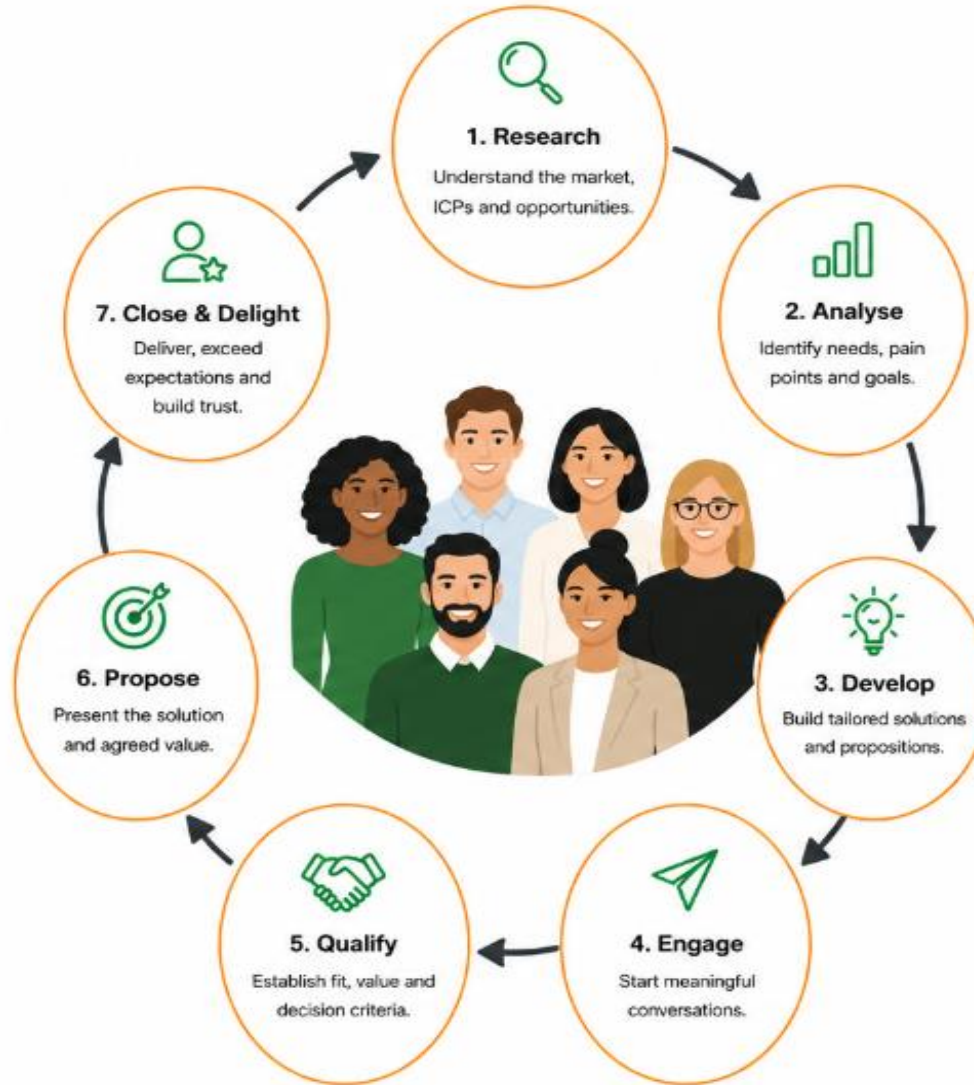 1. Research
Understand the market,
ICPs and opportunities.
2. Analyse
Identify needs, pain
points and goals.
3. Develop
Build tailored solutions
and propositions.
4. Engage
Start meaningful
conversations.
5. Qualify
Establish fit, value and
decision criteria.
6. Propose
Present the solution
and agreed value.
7. Close & Delight
Deliver, exceed
expectations and
build trust.